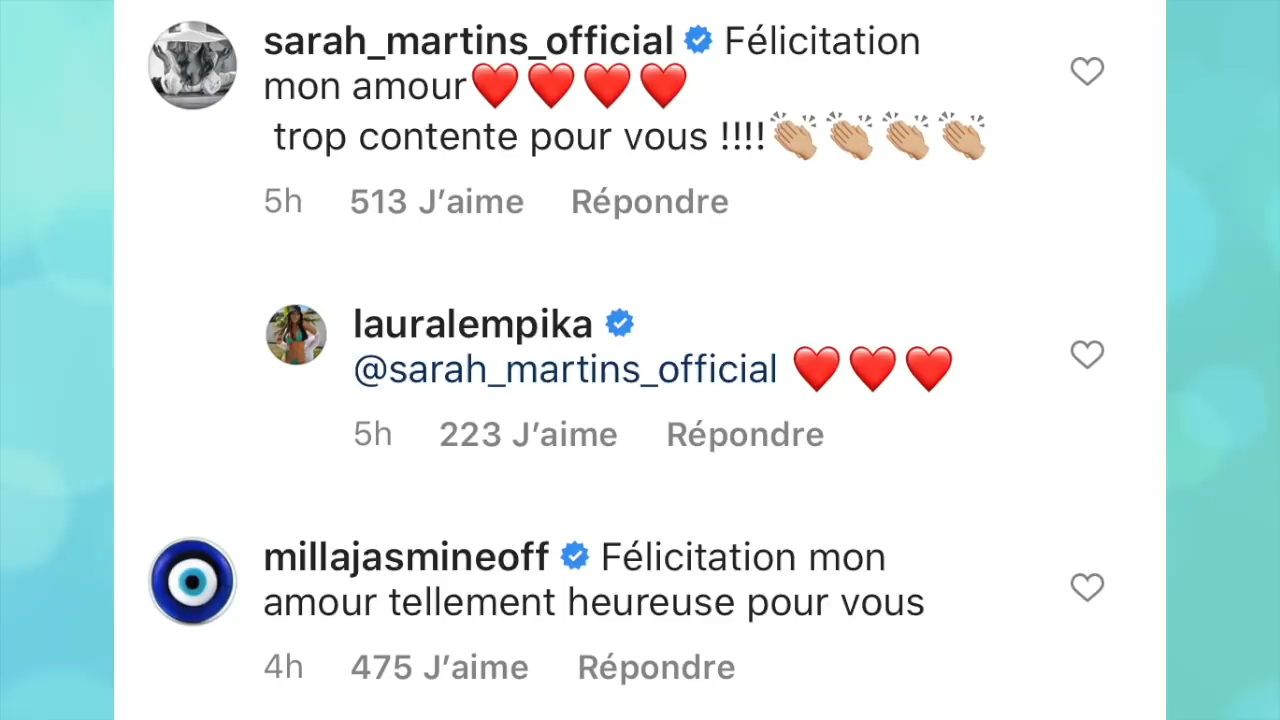 sarah_martins_official Félicitation
mon amour❤️❤️❤️❤️
trop contente pour vous !!!!👏🏼👏🏼👏🏼👏🏼
5h 513 J’aime Répondre
lauralempika
@sarah_martins_official ❤️❤️❤️
5h 223 J’aime Répondre
millajasmineoff Félicitation mon
amour tellement heureuse pour vous
4h 475 J’aime Répondre